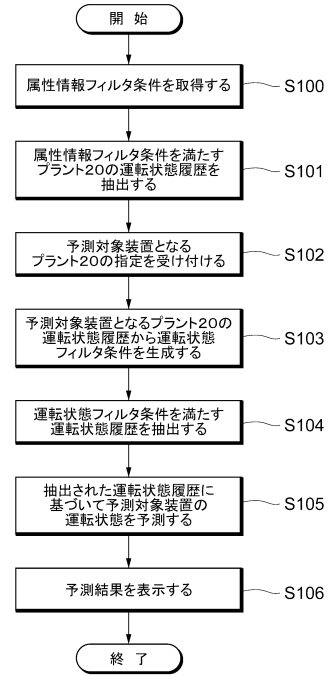 開 始
属性情報フィルタ条件を取得する
S100
属性情報フィルタ条件を満たす
プラント20の運転状態履歴を
抽出する
S101
予測対象装置となる
プラント20の指定を受け付ける
S102
予測対象装置となるプラント20の
運転状態履歴から運転状態
フィルタ条件を生成する
S103
運転状態フィルタ条件を満たす
運転状態履歴を抽出する
S104
抽出された運転状態履歴に
基づいて予測対象装置の
運転状態を予測する
S105
予測結果を表示する
S106
終 了